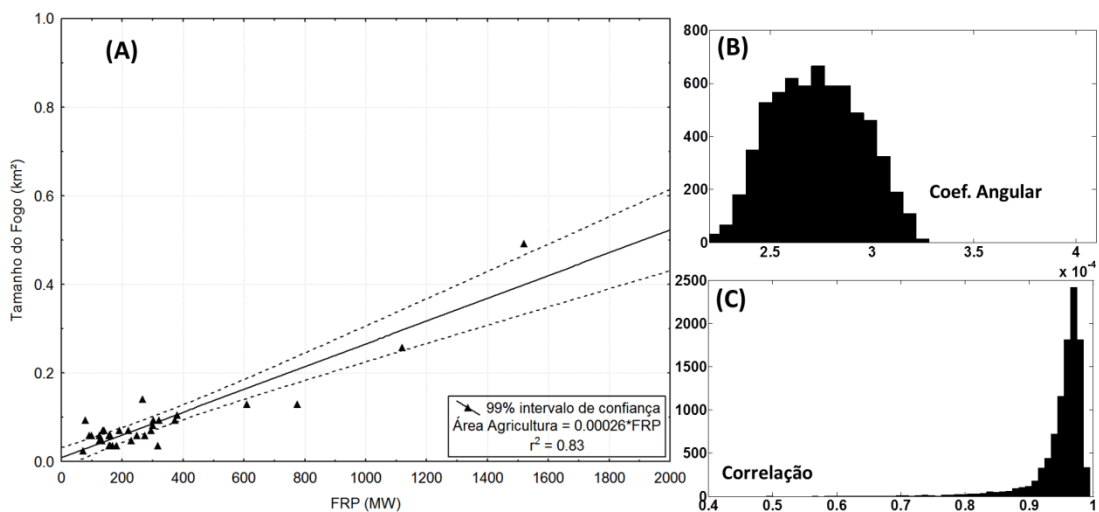 (A)
1.0
0.8
0.6
0.4
0.2
0.0
Tamanho do Fogo (km²)
0 200 400 600 800 1000 1200 1400 1600 1800 2000
FRP (MW)
99% intervalo de confiança
Área Agricultura = 0.00026*FRP
r² = 0.83
(B)
800
600
400
200
0
Coef. Angular
2.5 3 3.5 4
x 10⁻⁴
(C)
2500
2000
1500
1000
500
0
Correlação
0.4 0.5 0.6 0.7 0.8 0.9 1